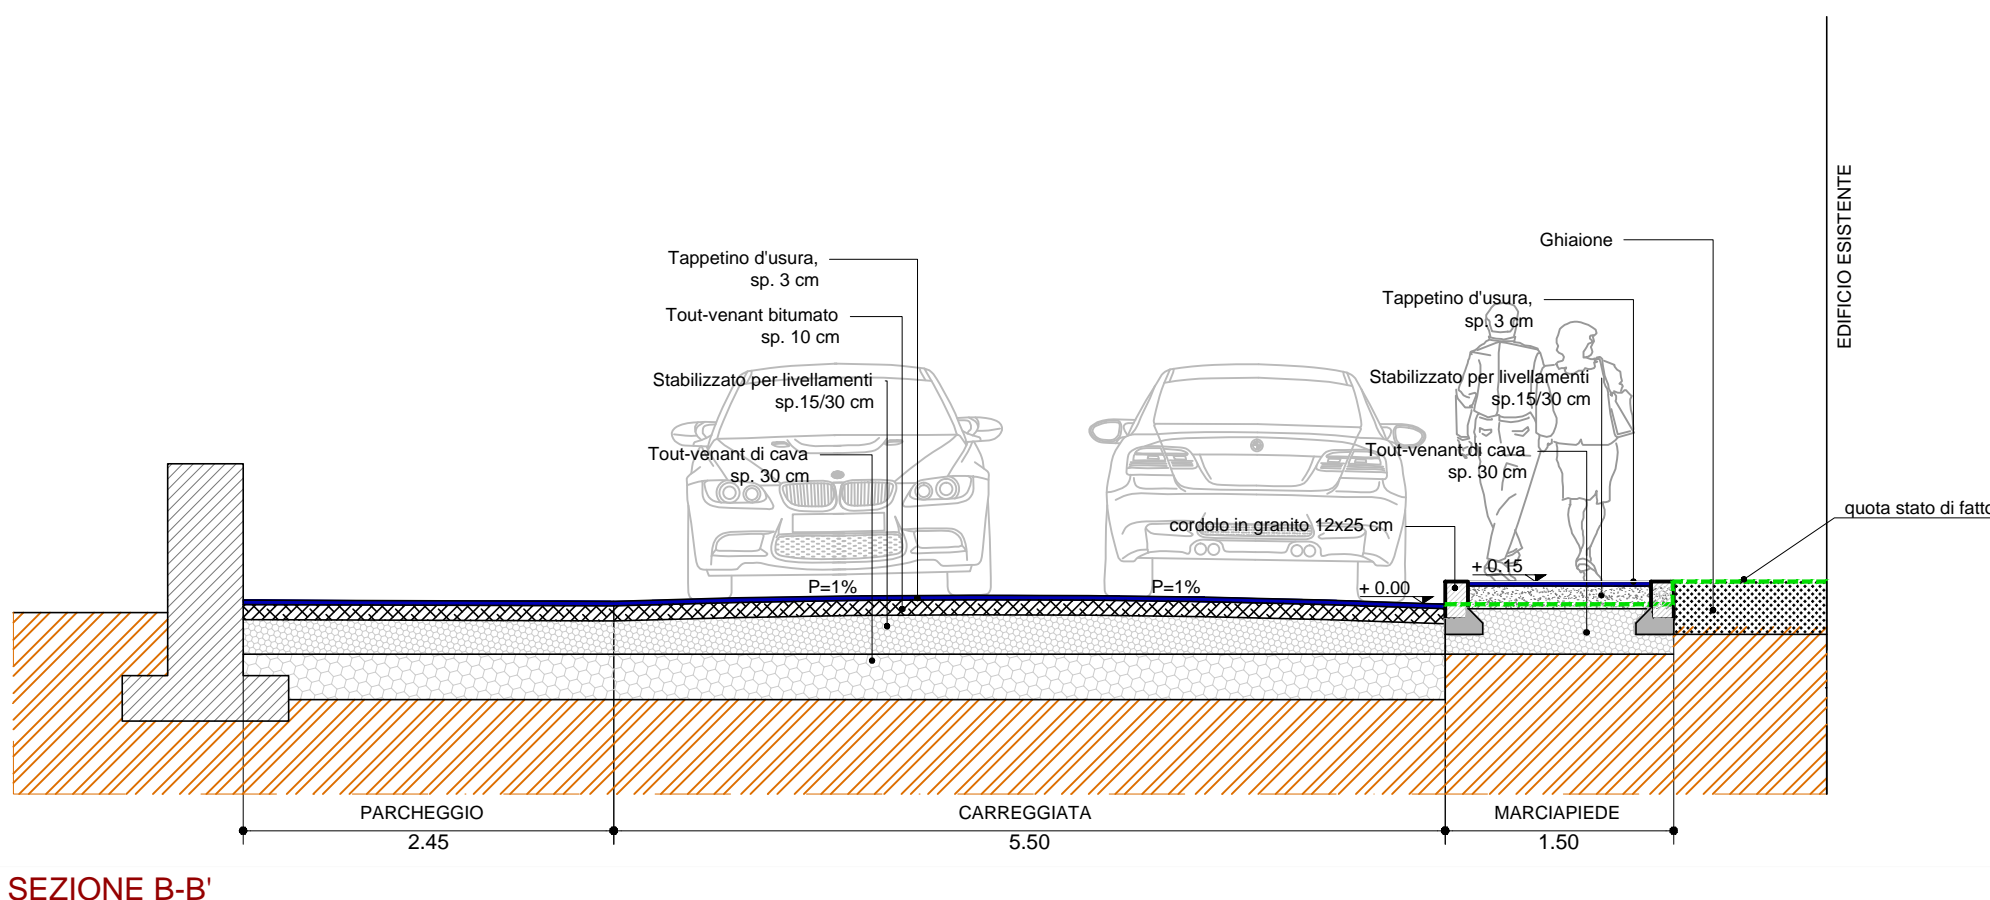 EDIFICIO ESISTENTE
Ghiaione
Tappetino d'usura,
sp. 3 cm
Tout-venant bitumato
sp. 10 cm
Stabilizzato per livellamenti
sp.15/30 cm
Tout-venant di cava
sp. 30 cm
Tappetino d'usura,
sp. 3 cm
Stabilizzato per livellamenti
sp.15/30 cm
Tout-venant di cava
sp. 30 cm
cordolo in granito 12x25 cm
quota stato di fatto
P=1%
P=1%
+ 0.00
+ 0.15
PARCHEGGIO
CARREGGIATA
MARCIAPIEDE
2.45
5.50
1.50
SEZIONE B-B'